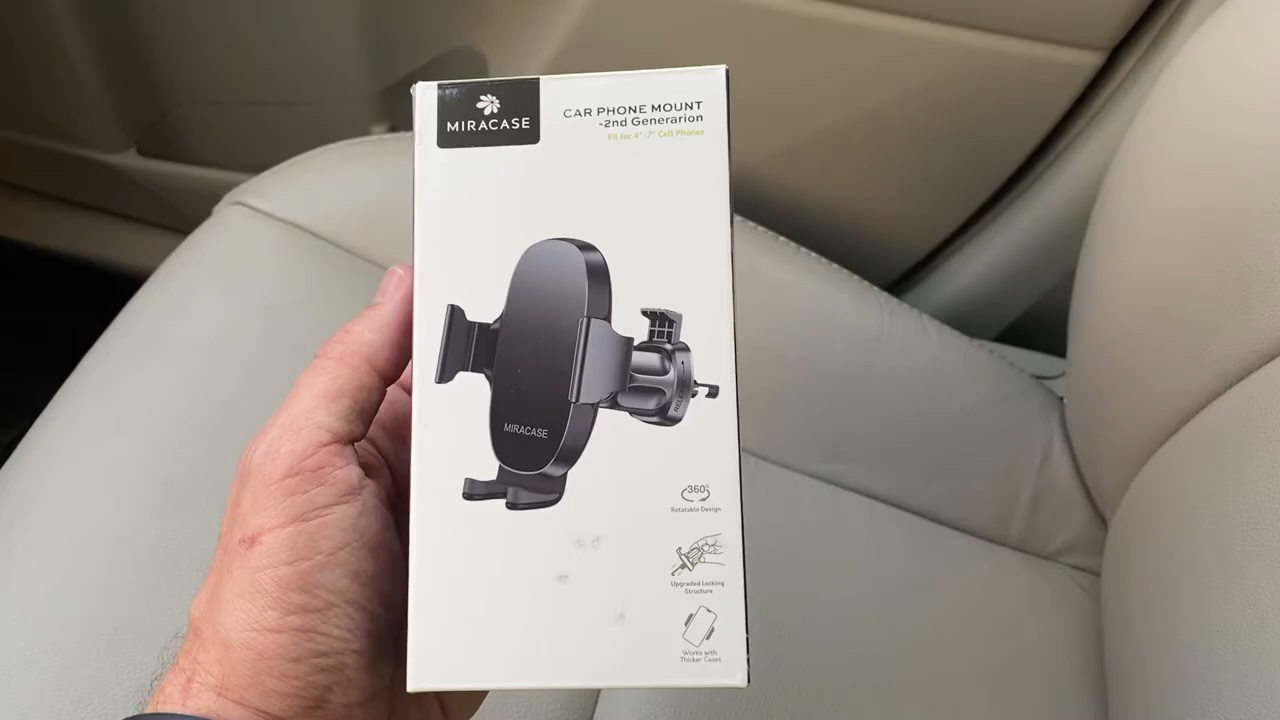 MIRACASE
CAR PHONE MOUNT
-2nd Generarion
Fit for 4"-7" Cell Phones
MIRACASE
360°
Rotatable Design
Upgraded Locking
Structure
Works with
Thicker Cases